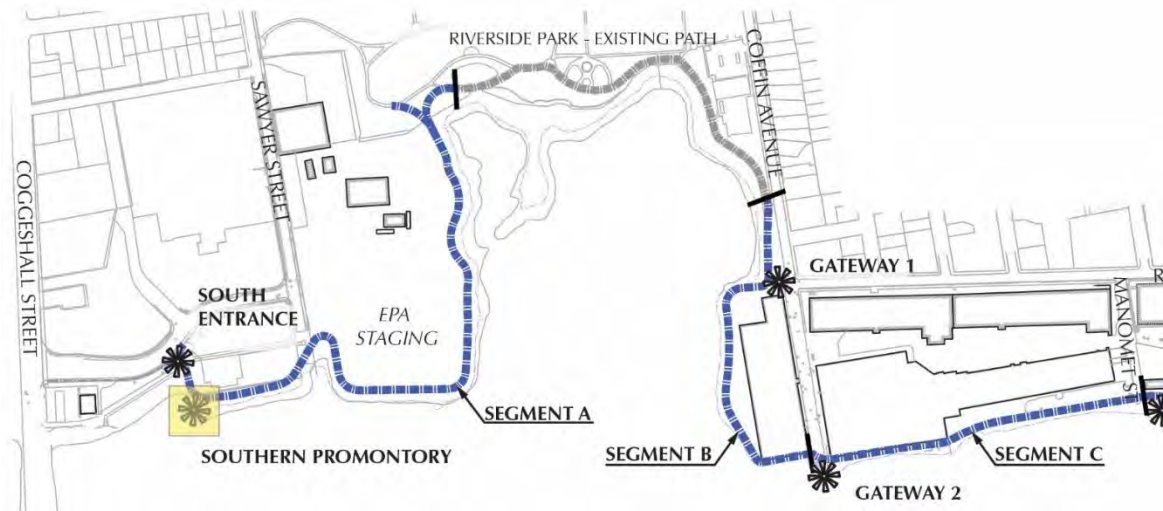 RIVERSIDE PARK - EXISTING PATH
COFFIN AVENUE
SAWYER STREET
COGGESHALL STREET
SOUTH
ENTRANCE
EPA
STAGING
GATEWAY 1
MANOMET ST
R
SEGMENT A
SOUTHERN PROMONTORY
SEGMENT B
SEGMENT C
GATEWAY 2